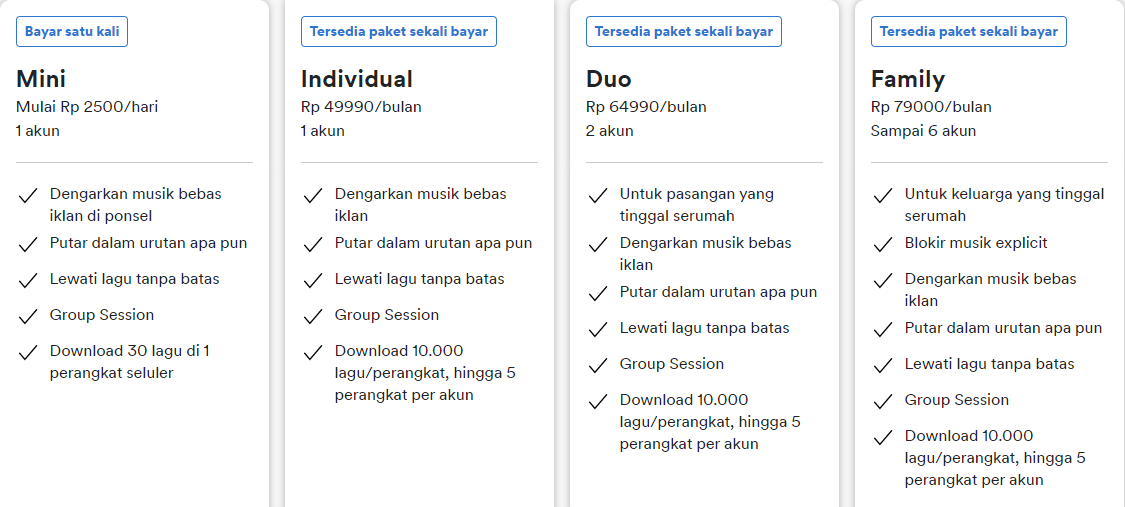 Bayar satu kali
Mini
Mulai Rp 2500/hari
1 akun
Dengarkan musik bebas
iklan di ponsel
Putar dalam urutan apa pun
Lewati lagu tanpa batas
Group Session
Download 30 lagu di 1
perangkat seluler
Tersedia paket sekali bayar
Individual
Rp 49990/bulan
1 akun
Dengarkan musik bebas
iklan
Putar dalam urutan apa pun
Lewati lagu tanpa batas
Group Session
Download 10.000
lagu/perangkat, hingga 5
perangkat per akun
Tersedia paket sekali bayar
Duo
Rp 64990/bulan
2 akun
Untuk pasangan yang
tinggal serumah
Dengarkan musik bebas
iklan
Putar dalam urutan apa pun
Lewati lagu tanpa batas
Group Session
Download 10.000
lagu/perangkat, hingga 5
perangkat per akun
Tersedia paket sekali bayar
Family
Rp 79000/bulan
Sampai 6 akun
Untuk keluarga yang tinggal
serumah
Blokir musik explicit
Dengarkan musik bebas
iklan
Putar dalam urutan apa pun
Lewati lagu tanpa batas
Group Session
Download 10.000
lagu/perangkat, hingga 5
perangkat per akun